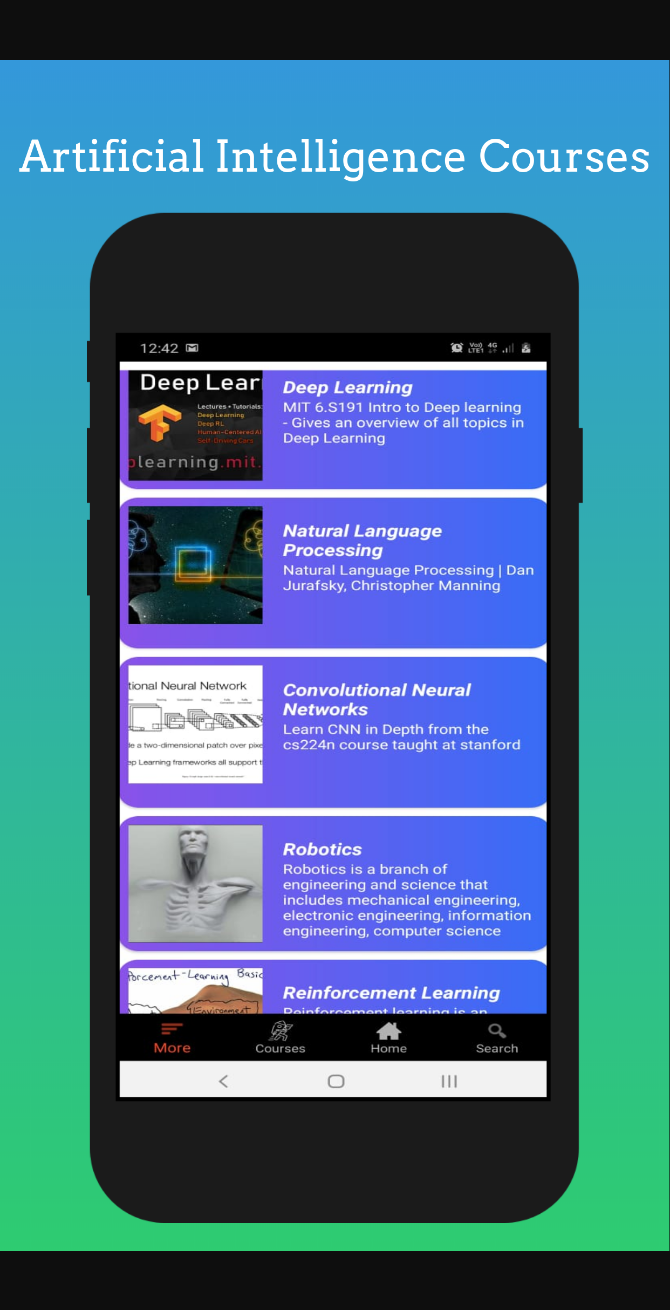 Artificial Intelligence Courses
12:42
Vo)) 4G
LTE1
Deep Lear
Lectures + Tutorials:
Deep Learning
Deep RL
Human-Centered AI
Self-Driving Cars
learning.mit.
Deep Learning
MIT 6.S191 Intro to Deep learning
- Gives an overview of all topics in
Deep Learning
Natural Language
Processing
Natural Language Processing | Dan
Jurafsky, Christopher Manning
tional Neural Network
le a two-dimensional patch over pixe
ep Learning frameworks all support t
Convolutional Neural
Networks
Learn CNN in Depth from the
cs224n course taught at stanford
Robotics
Robotics is a branch of
engineering and science that
includes mechanical engineering,
electronic engineering, information
engineering, computer science
forcement-Learning Basic
Environment
Reinforcement Learning
Reinforcement learning is an
More
Courses
Home
Search